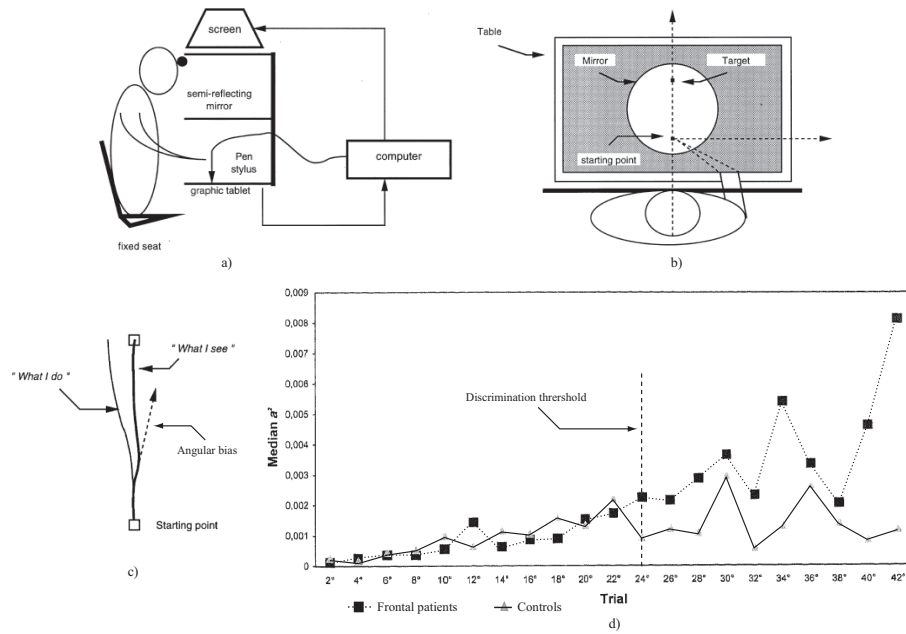 screen
semi-reflecting
mirror
Pen
stylus
graphic tablet
computer
fixed seat
a)
Table
Mirror
Target
starting point
b)
" What I see "
" What I do "
Angular bias
Starting point
c)
Median a²
0,009
0,008
0,007
0,006
0,005
0,004
0,003
0,002
0,001
0
Discrimination thrershold
2° 4° 6° 8° 10° 12° 14° 16° 18° 20° 22° 24° 26° 28° 30° 32° 34° 36° 38° 40° 42°
Trial
Frontal patients
Controls
d)